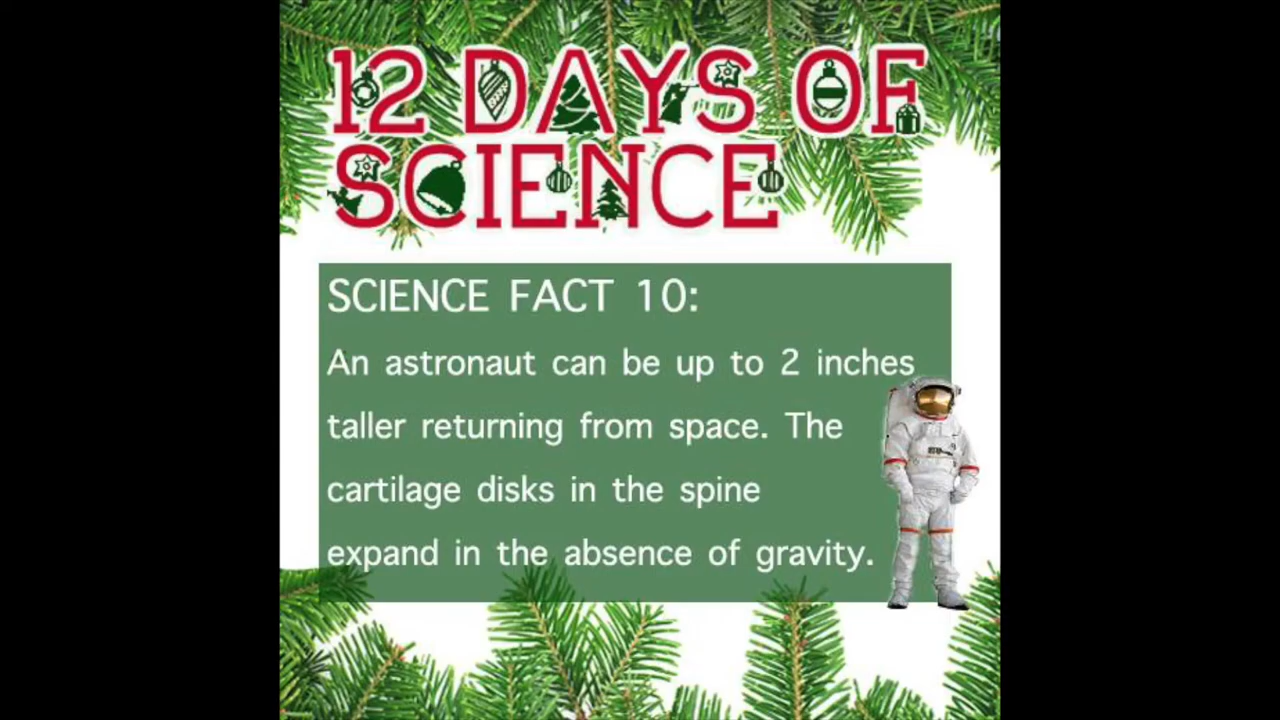 12 DAYS OF
SCIENCE
SCIENCE FACT 10:
An astronaut can be up to 2 inches
taller returning from space. The
cartilage disks in the spine
expand in the absence of gravity.